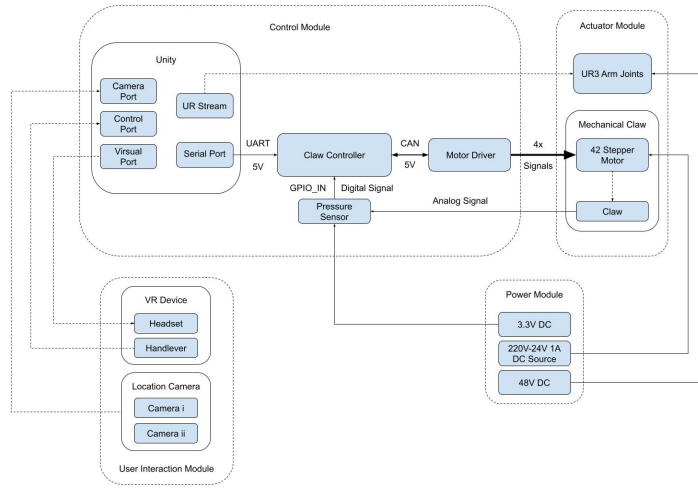 Control Module
Actuator Module
Unity
Camera
Port
UR Stream
UR3 Arm Joints
Control
Port
Mechanical Claw
Virsual
Port
Serial Port
UART
5V
Claw Controller
CAN
5V
Motor Driver
4x
Signals
42 Stepper
Motor
GPIO_IN
Digital Signal
Pressure
Sensor
Analog Signal
Claw
VR Device
Headset
Handlever
Power Module
3.3V DC
220V-24V 1A
DC Source
48V DC
Location Camera
Camera i
Camera ii
User Interaction Module